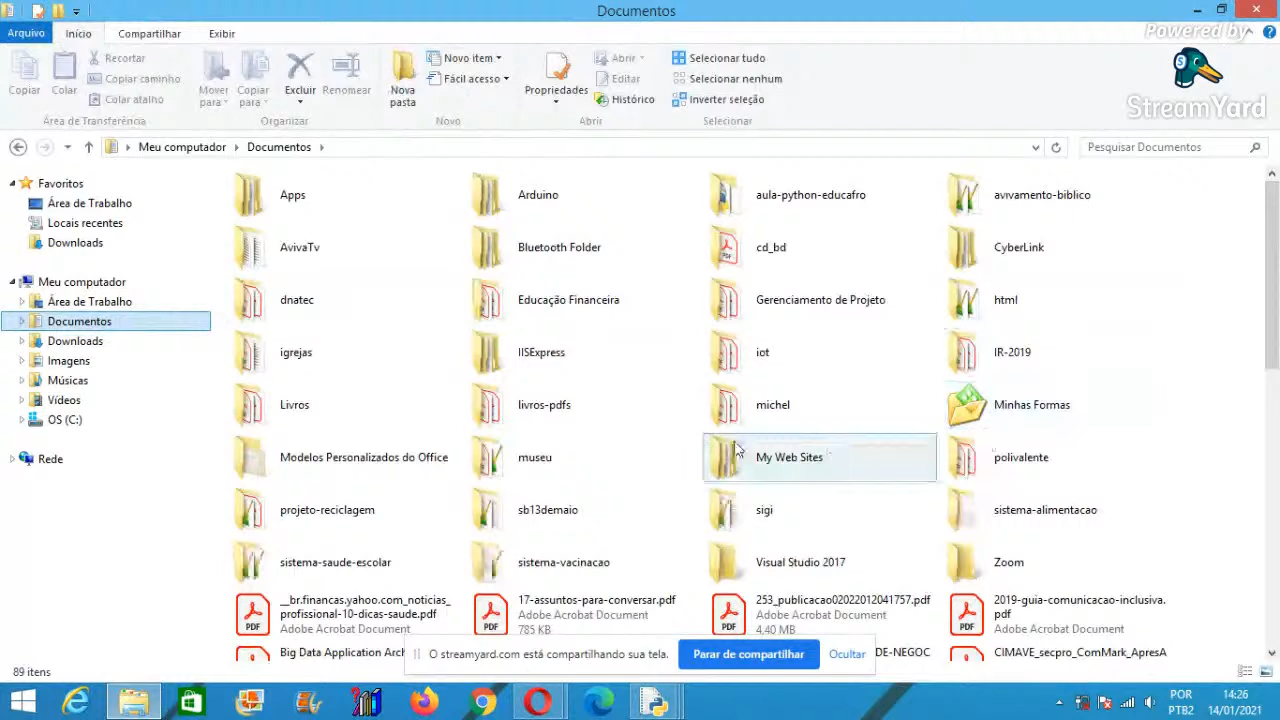 Documentos
Arquivo
Início
Compartilhar
Exibir
Powered by
StreamYard
Copiar
Colar
Recortar
Copiar caminho
Colar atalho
Área de Transferência
Mover para
Copiar para
Excluir
Renomear
Organizar
Nova pasta
Novo item
Fácil acesso
Novo
Propriedades
Abrir
Editar
Histórico
Abrir
Selecionar tudo
Selecionar nenhum
Inverter seleção
Selecionar
Meu computador
Documentos
Pesquisar Documentos
Favoritos
Área de Trabalho
Locais recentes
Downloads
Meu computador
Área de Trabalho
Documentos
Downloads
Imagens
Músicas
Vídeos
OS (C:)
Rede
Apps
Arduino
aula-python-educafro
avivamento-biblico
AvivaTv
Bluetooth Folder
cd_bd
CyberLink
dnatec
Educação Financeira
Gerenciamento de Projeto
html
igrejas
IISExpress
iot
IR-2019
Livros
livros-pdfs
michel
Minhas Formas
Modelos Personalizados do Office
museu
My Web Sites
polivalente
projeto-reciclagem
sb13demaio
sigi
sistema-alimentacao
sistema-saude-escolar
sistema-vacinacao
Visual Studio 2017
Zoom
__br.financas.yahoo.com_noticias_
profissional-10-dicas-saude.pdf
Adobe Acrobat Document
17-assuntos-para-conversar.pdf
Adobe Acrobat Document
785 KB
253_publicacao02022012041757.pdf
Adobe Acrobat Document
4,40 MB
2019-guia-comunicacao-inclusiva.
pdf
Adobe Acrobat Document
Big Data Application Arch
DE-NEGOC
CIMAVE_secpro_ComMark_ApresA
O streamyard.com está compartilhando sua tela.
Parar de compartilhar
Ocultar
89 itens
POR
PTB2
14:26
14/01/2021